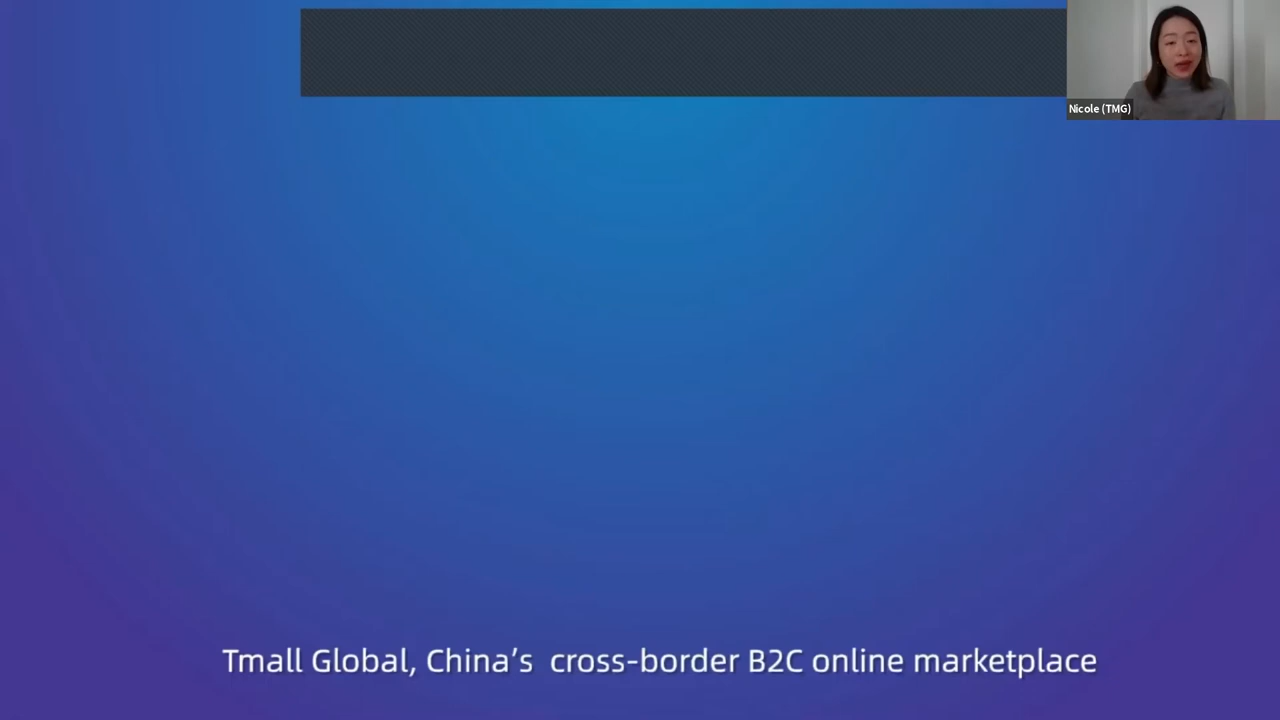 Nicole (TMG)
Tmall Global, China’s  cross-border B2C online marketplace